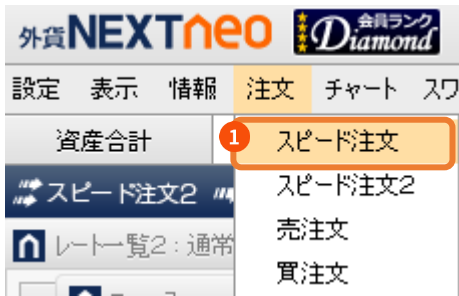 外貨NEXTneo 会員ランク Diamond
設定 表示 情報 注文 チャート スワ
資産合計 1 スピード注文
スピード注文2 スピード注文2
レート一覧2:通常 売注文
買注文